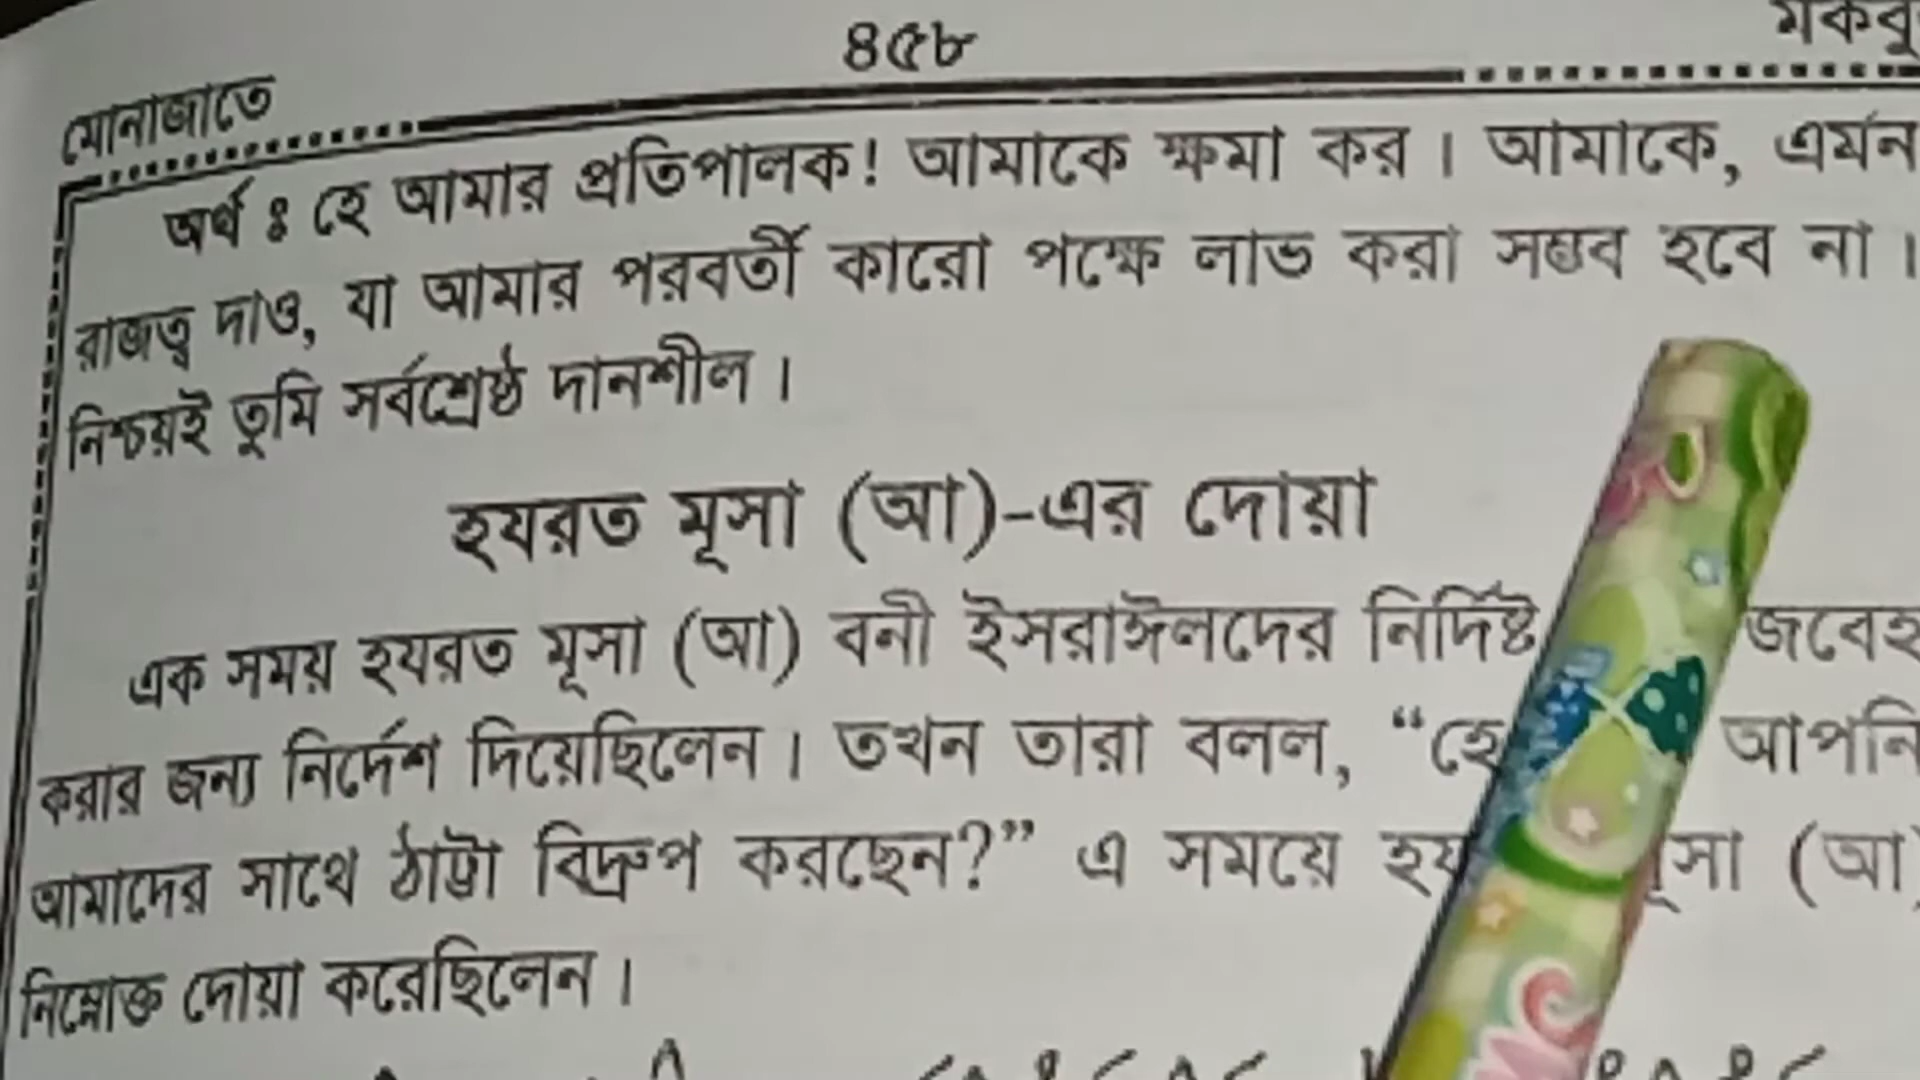 ৪৫৮
মোনাজাতে
অর্থ ঃ হে আমার প্রতিপালক! আমাকে ক্ষমা কর। আমাকে, এমন
রাজত্ব দাও, যা আমার পরবর্তী কারো পক্ষে লাভ করা সম্ভব হবে না।
নিশ্চয়ই তুমি সর্বশ্রেষ্ঠ দানশীল।
হযরত মূসা (আ)-এর দোয়া
এক সময় হযরত মূসা (আ) বনী ইসরাঈলদের নির্দিষ্ট জবেহ
করার জন্য নির্দেশ দিয়েছিলেন। তখন তারা বলল, “হে আপনি
আমাদের সাথে ঠাট্টা বিদ্রুপ করছেন?” এ সময়ে (আ)
নিম্নোক্ত দোয়া করেছিলেন।